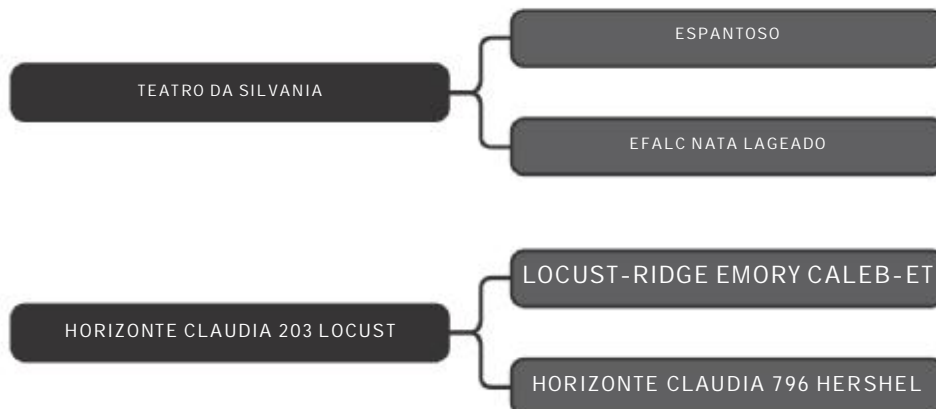 ESPANTOSO
TEATRO DA SILVANIA
EFALC NATA LAGEADO
LOCUST-RIDGE EMORY CALEB-ET
HORIZONTE CLAUDIA 203 LOCUST
HORIZONTE CLAUDIA 796 HERSHEL